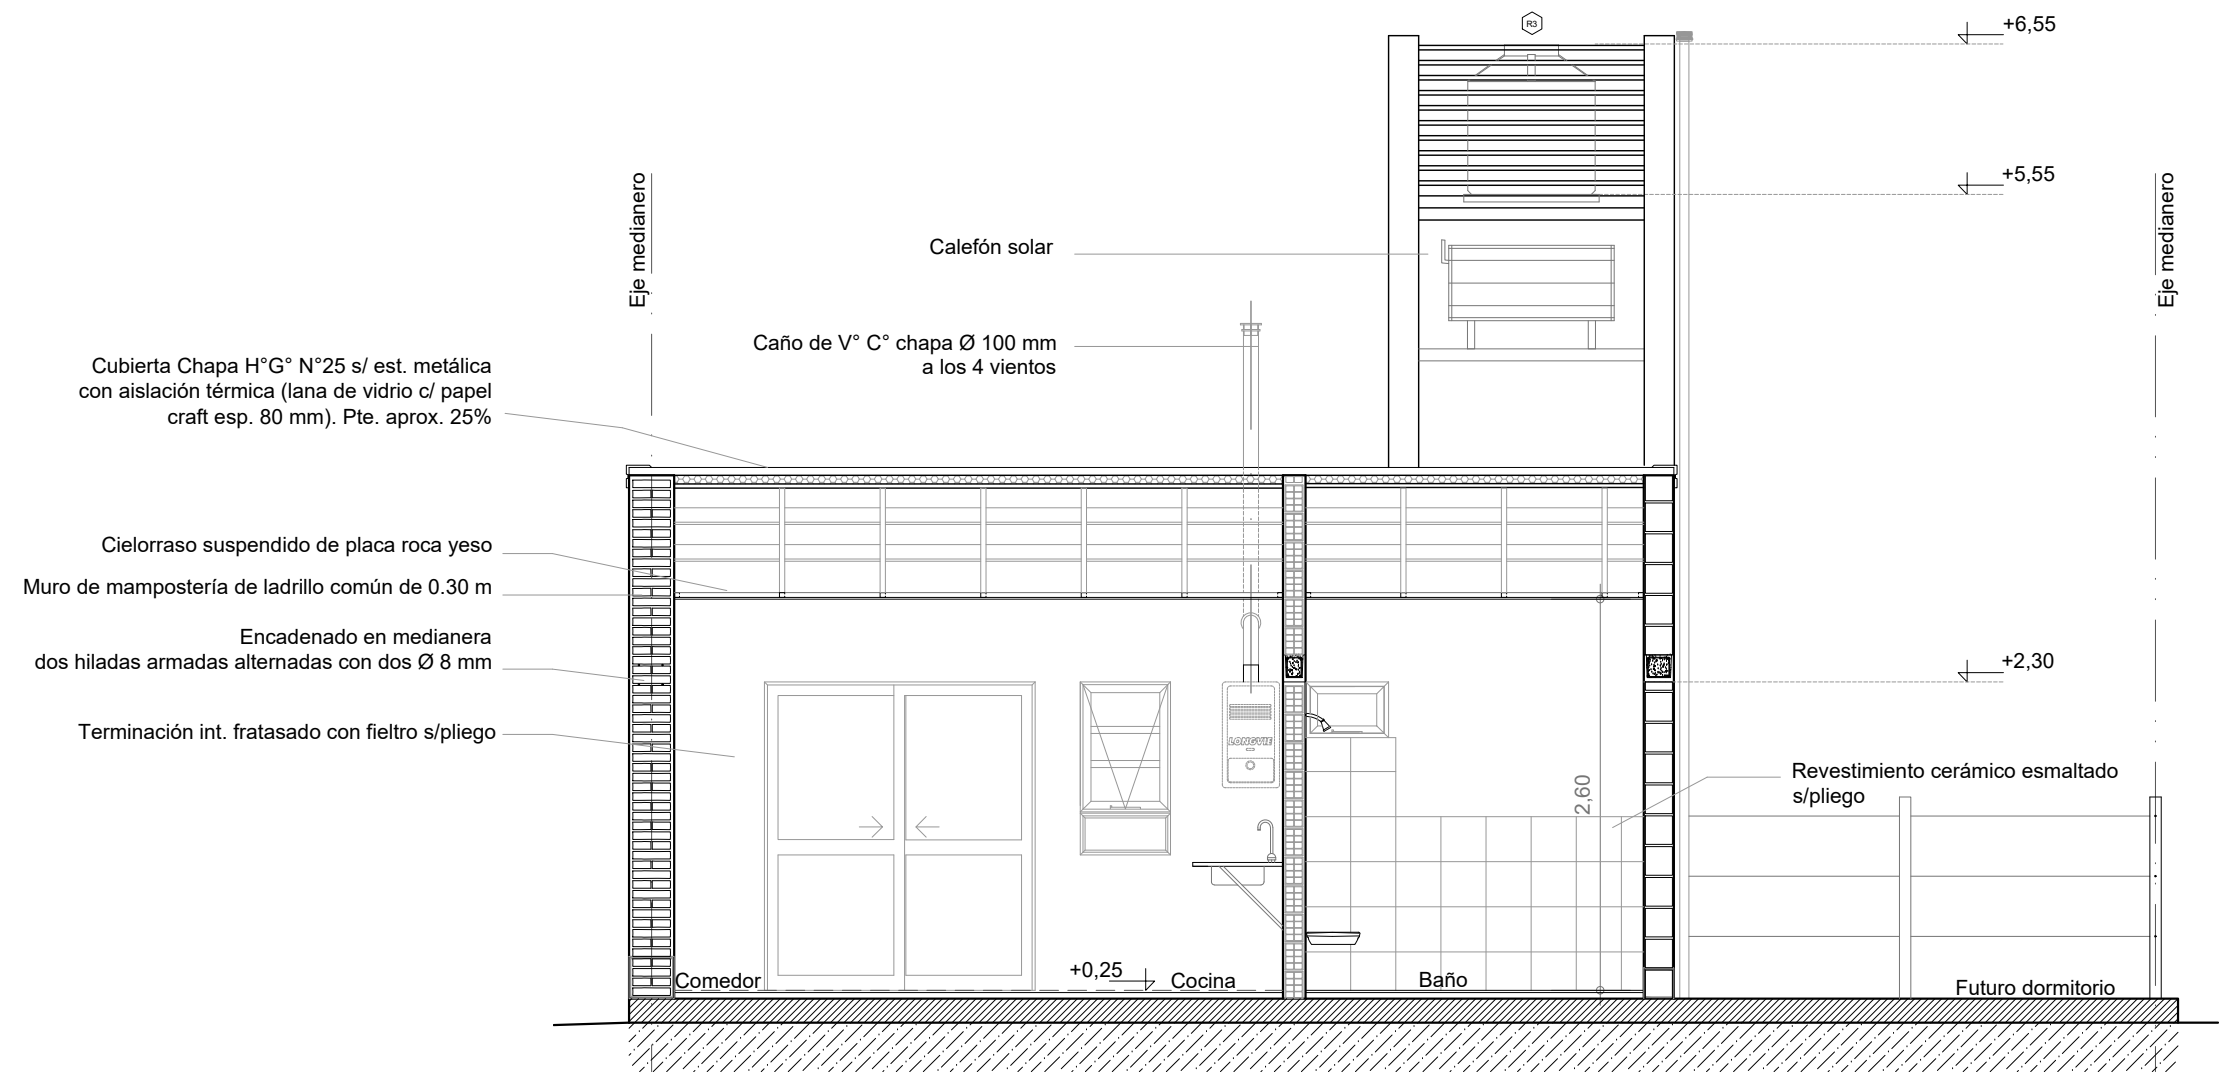 R3
+6,55
+5,55
Eje medianero
Eje medianero
Calefón solar
Caño de V° C° chapa Ø 100 mm
a los 4 vientos
Cubierta Chapa H°G° N°25 s/ est. metálica
con aislación térmica (lana de vidrio c/ papel
craft esp. 80 mm). Pte. aprox. 25%
Cielorraso suspendido de placa roca yeso
Muro de mampostería de ladrillo común de 0.30 m
Encadenado en medianera
dos hiladas armadas alternadas con dos Ø 8 mm
+2,30
Terminación int. fratasado con fieltro s/pliego
LONGVIE
Revestimiento cerámico esmaltado
s/pliego
2,60
Comedor
+0,25
Cocina
Baño
Futuro dormitorio